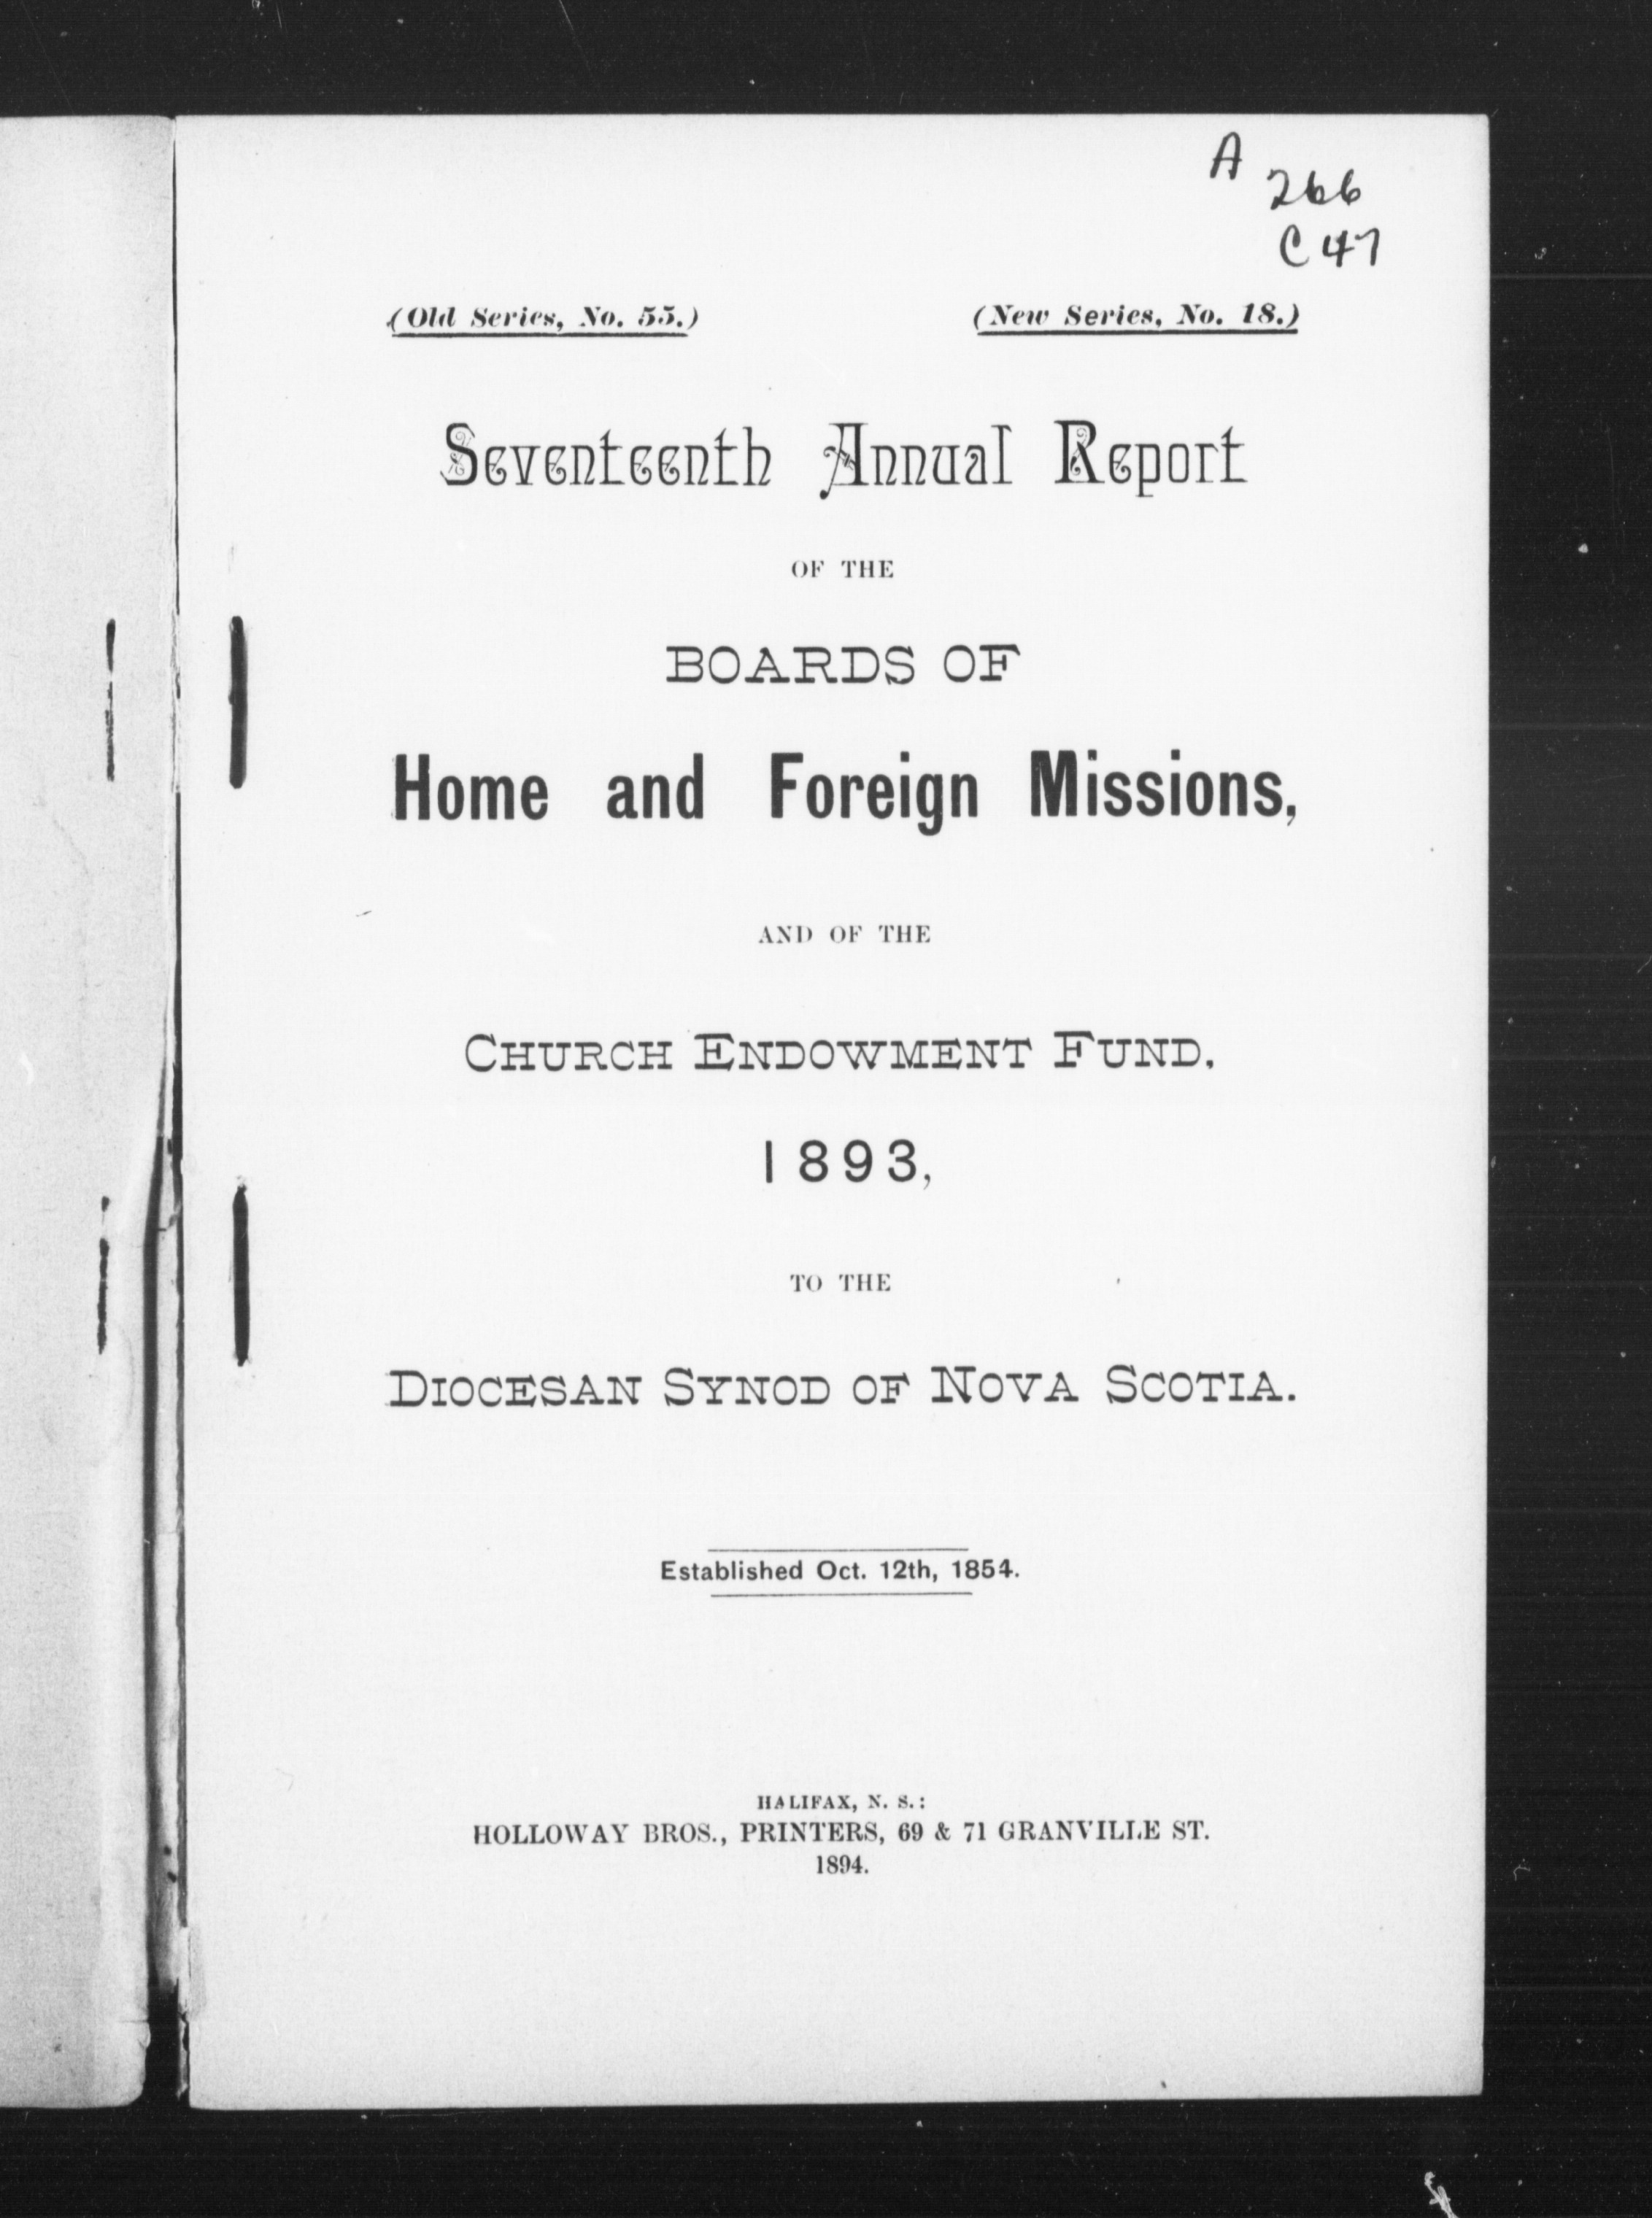 A
266
C47
(Old Series, No. 55.) (New Series, No. 18.)
Seventeenth Annual Report
OF THE
BOARDS OF
Home and Foreign Missions,
AND OF THE
CHURCH ENDOWMENT FUND,
1893,
TO THE
DIOCESAN SYNOD OF NOVA SCOTIA.
Established Oct. 12th, 1854.
HALIFAX, N. S.:
HOLLOWAY BROS., PRINTERS, 69 & 71 GRANVILLE ST.
1894.